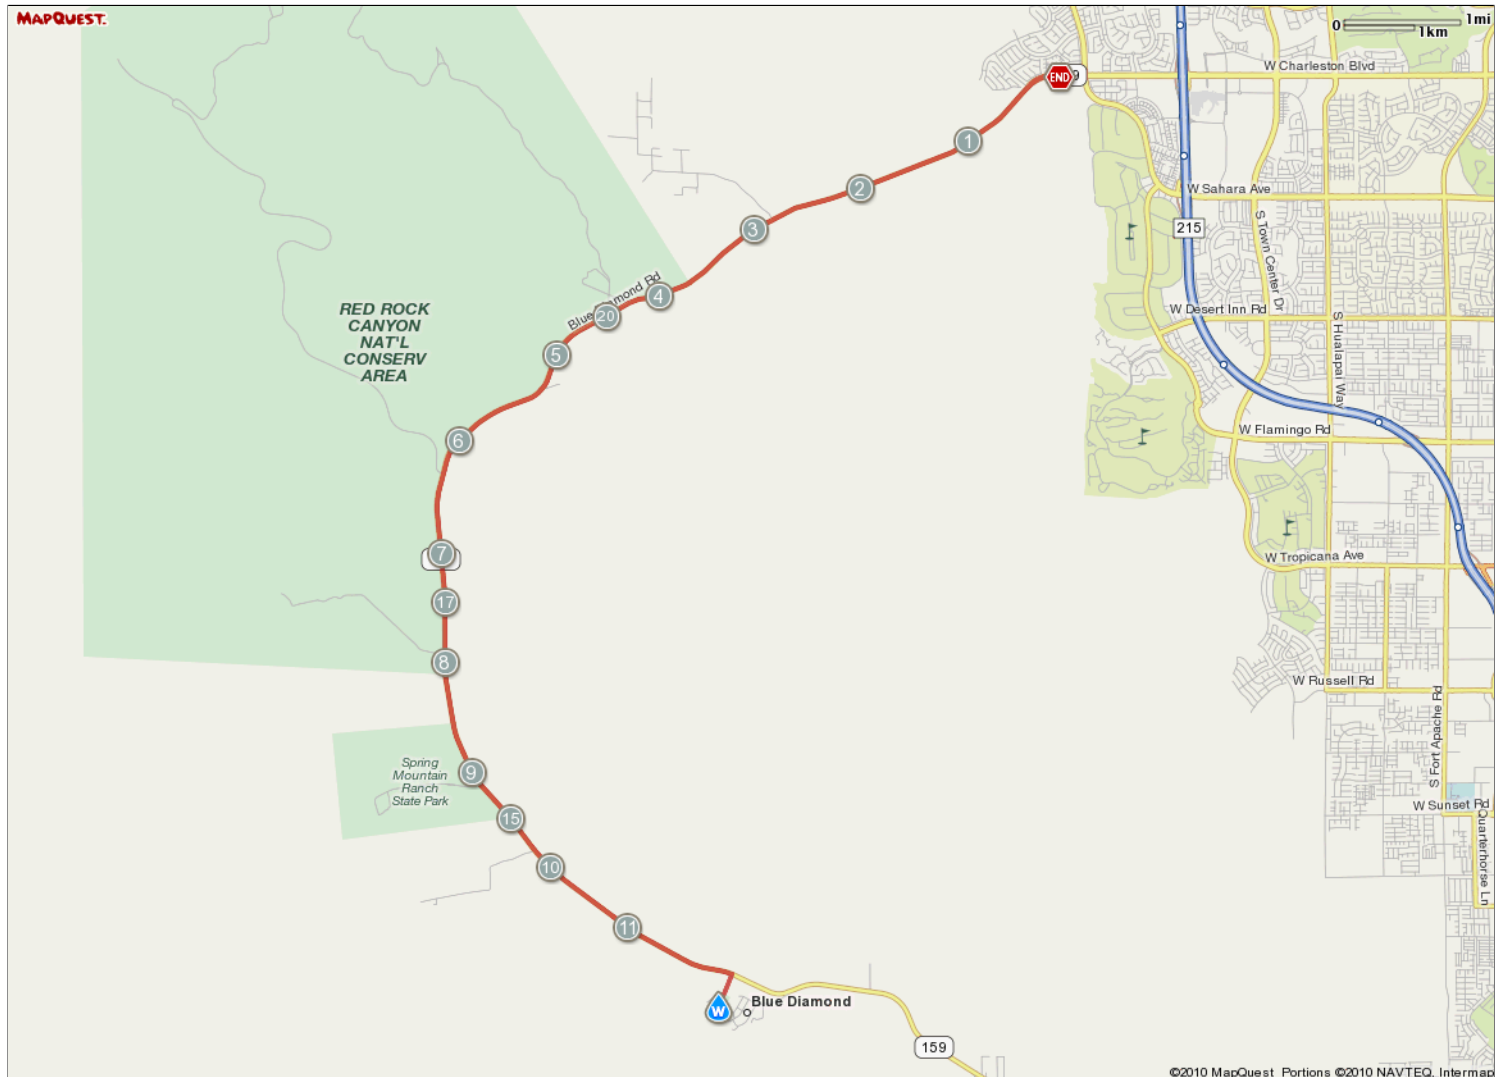 MAPQUEST.
0 1mi
1km
W Charleston Blvd
END 9
1
2
W Sahara Ave
215
S Town Center Dr
3
4
Blue
mond Rd
20
5
RED ROCK
CANYON
NAT'L
CONSERV
AREA
W Desert Inn Rd
S Hualapai Way
6
W Flamingo Rd
7
W Tropicana Ave
17
8
W Russell Rd
S Fort Apache Rd
9
Spring
Mountain
Ranch
State Park
15
W Sunset Rd
Quarterhorse Ln
10
11
W
Blue Diamond
159
©2010 MapQuest Portions ©2010 NAVTEQ, Intermap